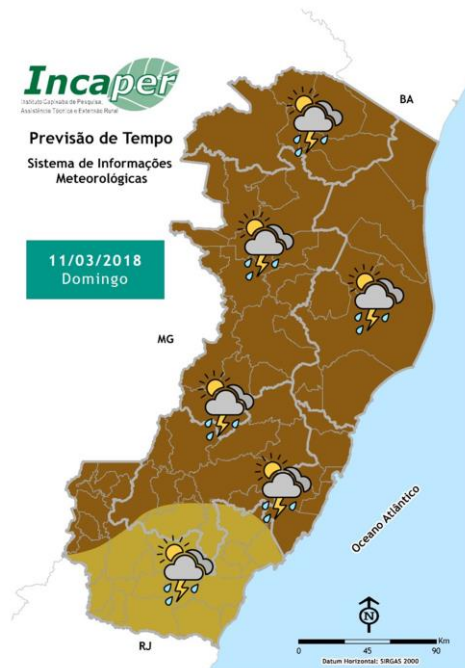 Incaper
Instituto Capixaba de Pesquisa,
Assistência Técnica e Extensão Rural
Previsão de Tempo
Sistema de Informações
Meteorológicas
11/03/2018
Domingo
BA
MG
Oceano Atlântico
RJ
N
0 45 90
Km
Datum Horizontal: SIRGAS 2000